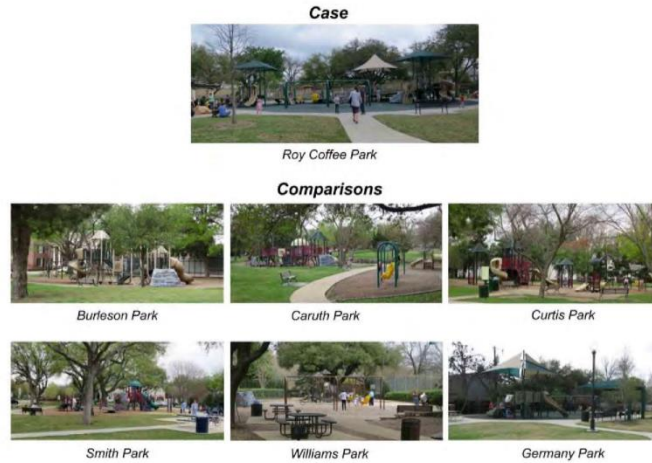 Case
Roy Coffee Park
Comparisons
Burleson Park
Caruth Park
Curtis Park
Smith Park
Williams Park
Germany Park